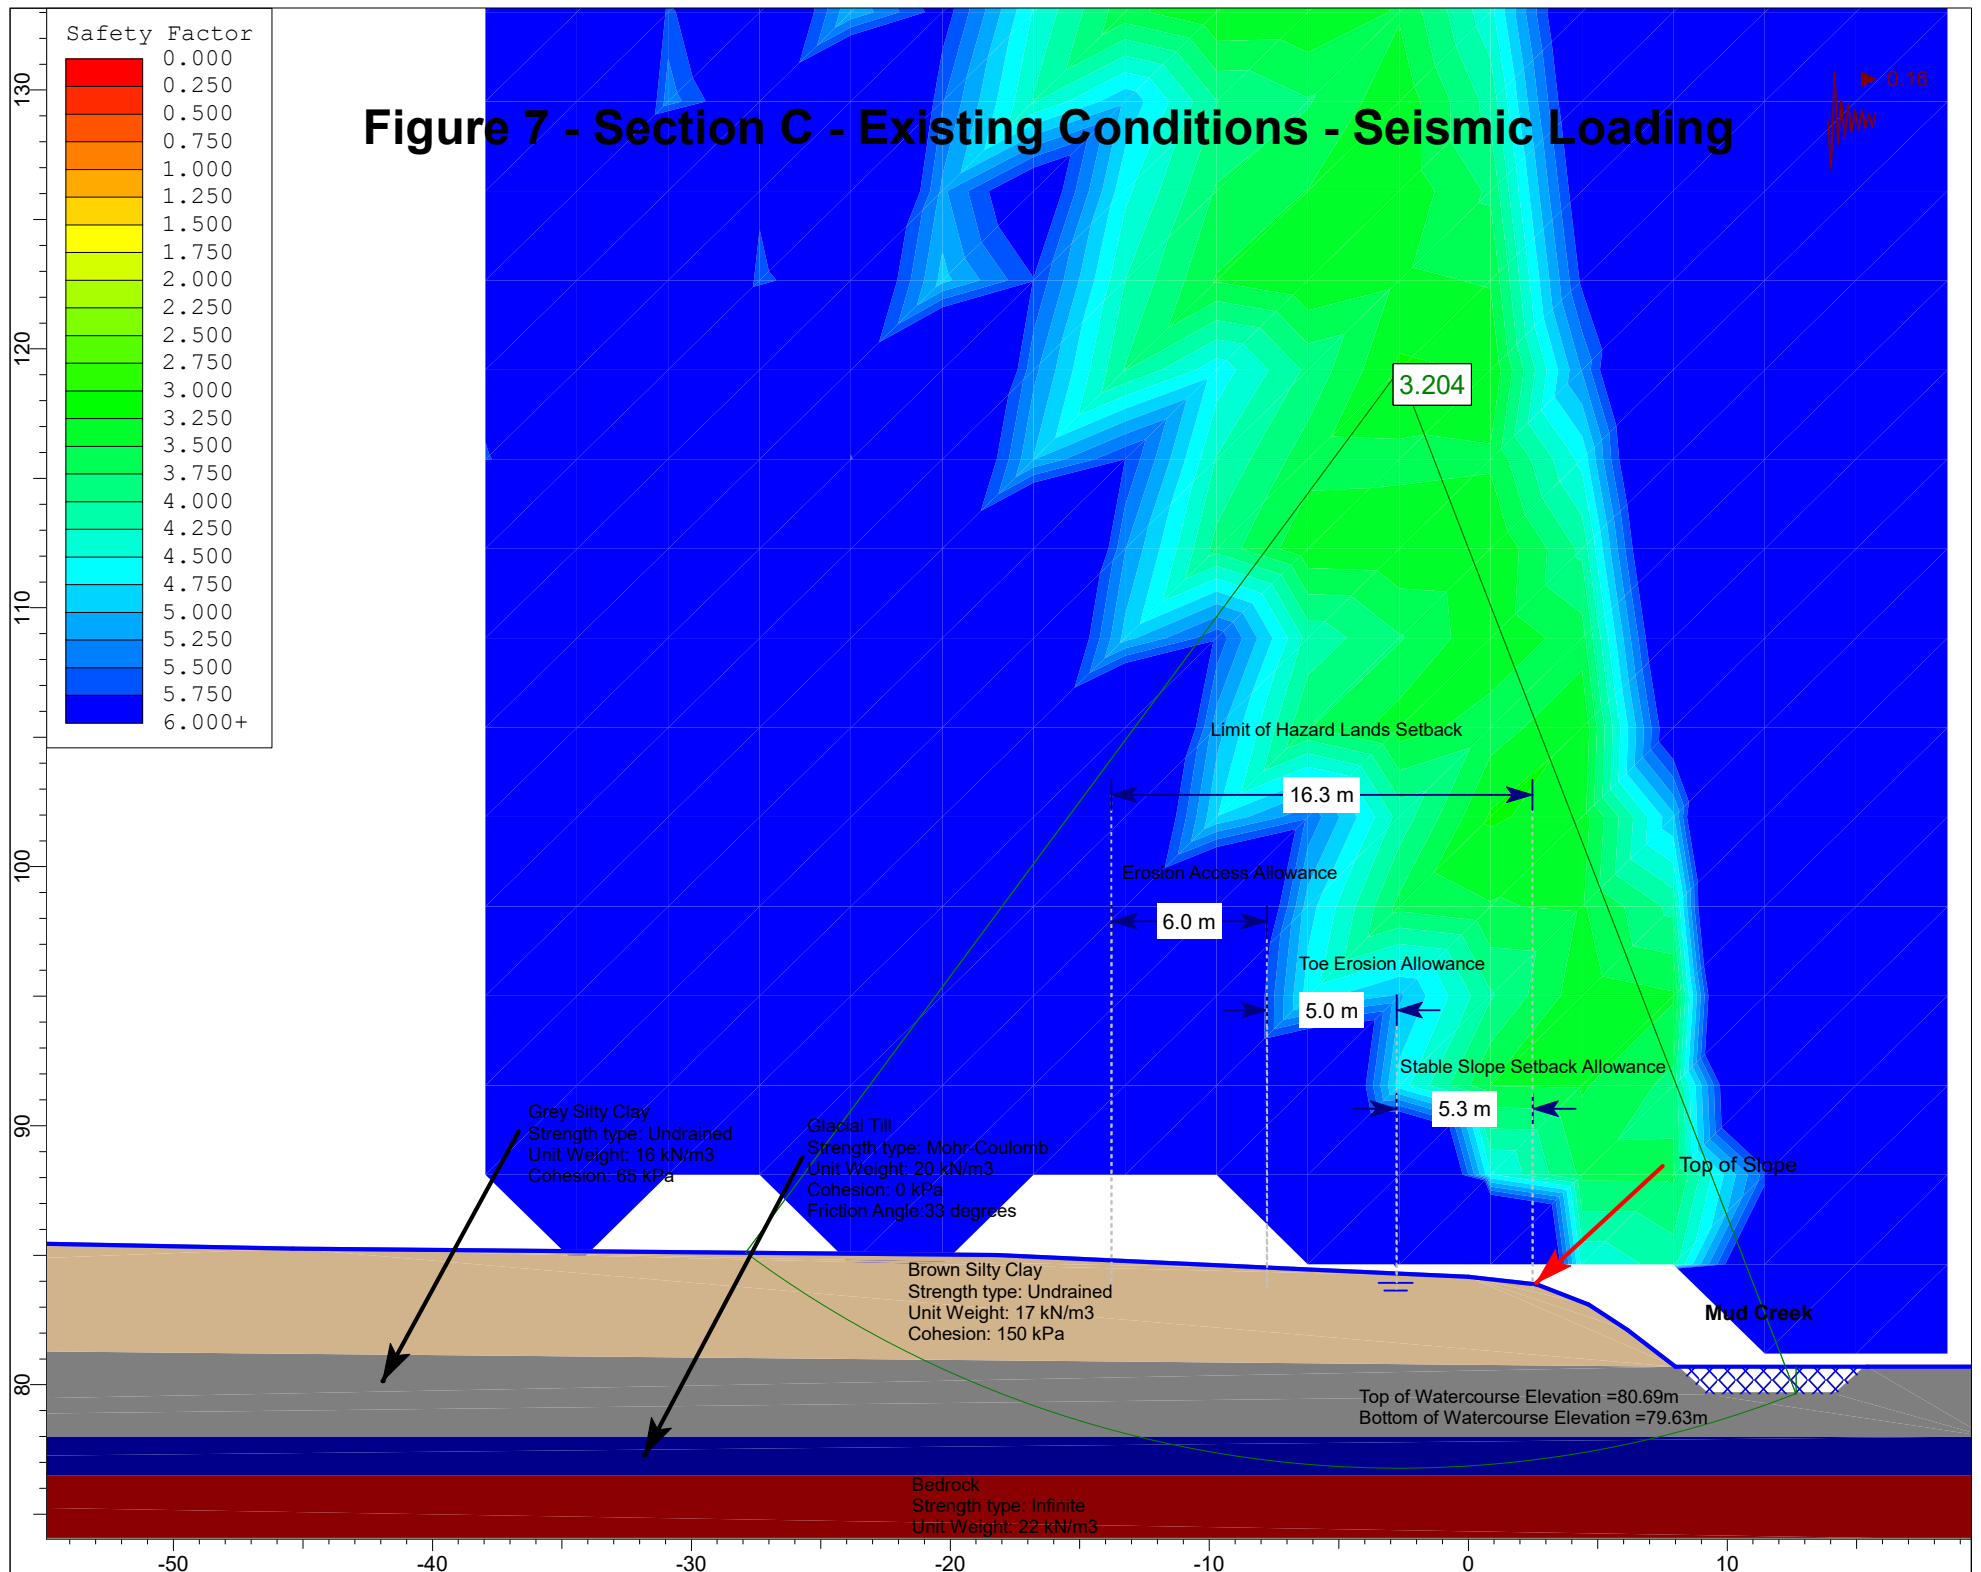 Safety Factor
0.000
0.250
0.500
0.750
1.000
1.250
1.500
1.750
2.000
2.250
2.500
2.750
3.000
3.250
3.500
3.750
4.000
4.250
4.500
4.750
5.000
5.250
5.500
5.750
6.000+
Figure 7 - Section C - Existing Conditions - Seismic Loading
0.16
3.204
Limit of Hazard Lands Setback
16.3 m
Erosion Access Allowance
6.0 m
Toe Erosion Allowance
5.0 m
Stable Slope Setback Allowance
5.3 m
Grey Silty Clay
Strength type: Undrained
Unit Weight: 16 kN/m3
Cohesion: 65 kPa
Glacial Till
Strength type: Mohr-Coulomb
Unit Weight: 20 kN/m3
Cohesion: 0 kPa
Friction Angle:33 degrees
Top of Slope
Brown Silty Clay
Strength type: Undrained
Unit Weight: 17 kN/m3
Cohesion: 150 kPa
Mud Creek
Top of Watercourse Elevation =80.69m
Bottom of Watercourse Elevation =79.63m
Bedrock
Strength type: Infinite
Unit Weight: 22 kN/m3
130
120
110
100
90
80
-50
-40
-30
-20
-10
0
10